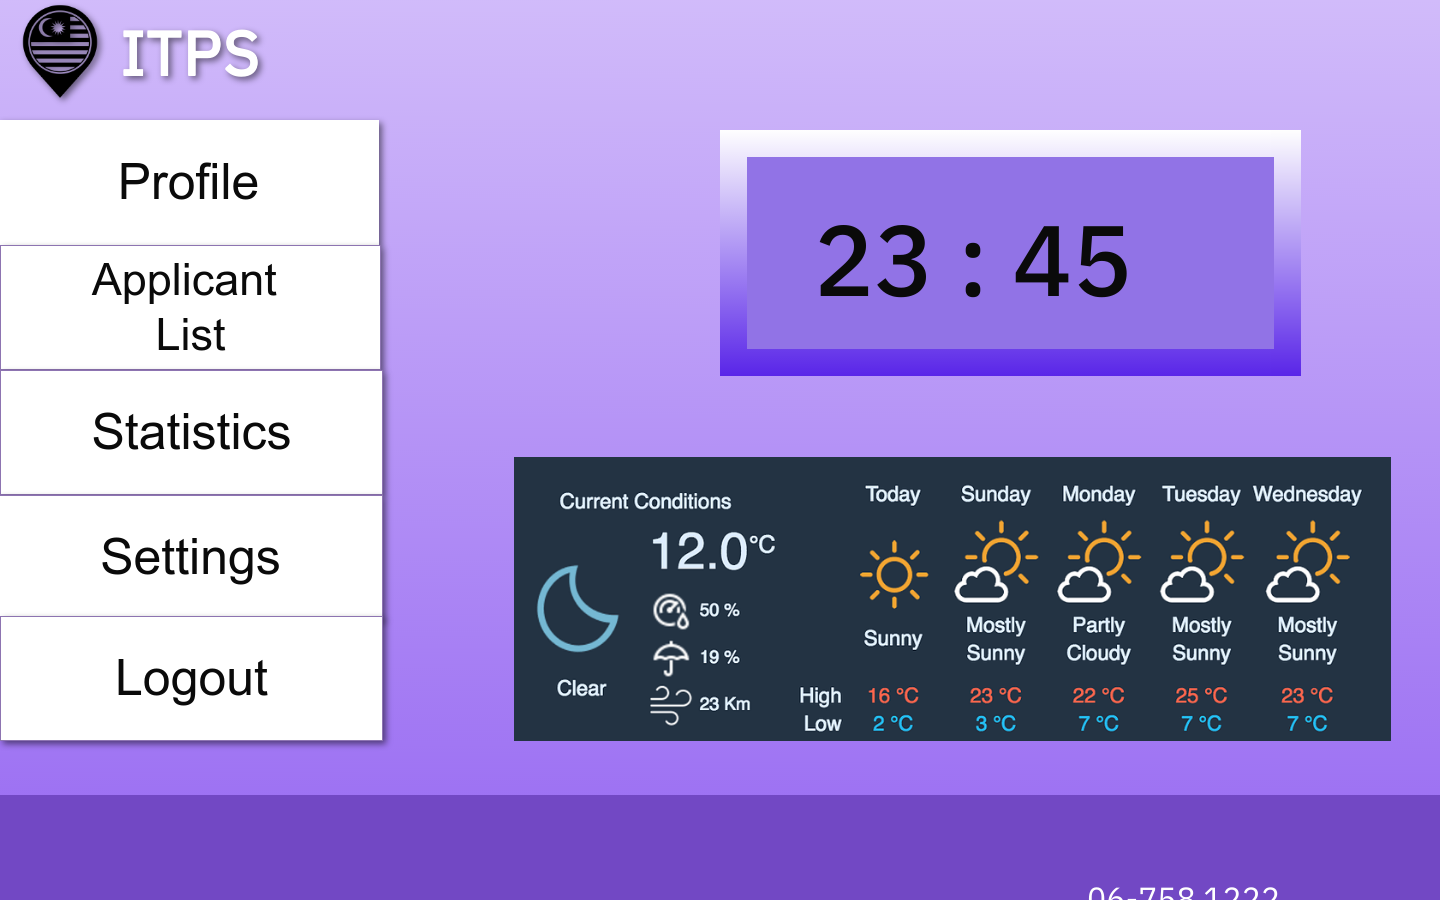 ITPS
Profile
Applicant
List
Statistics
Settings
Logout
23 : 45
Current Conditions
12.0°C
50 %
19 %
23 Km
Clear
Today Sunday Monday Tuesday Wednesday
Sunny
Mostly
Sunny
Partly
Cloudy
Mostly
Sunny
Mostly
Sunny
High 16 °C 23 °C 22 °C 25 °C 23 °C
Low 2 °C 3 °C 7 °C 7 °C 7 °C
06-758 1222